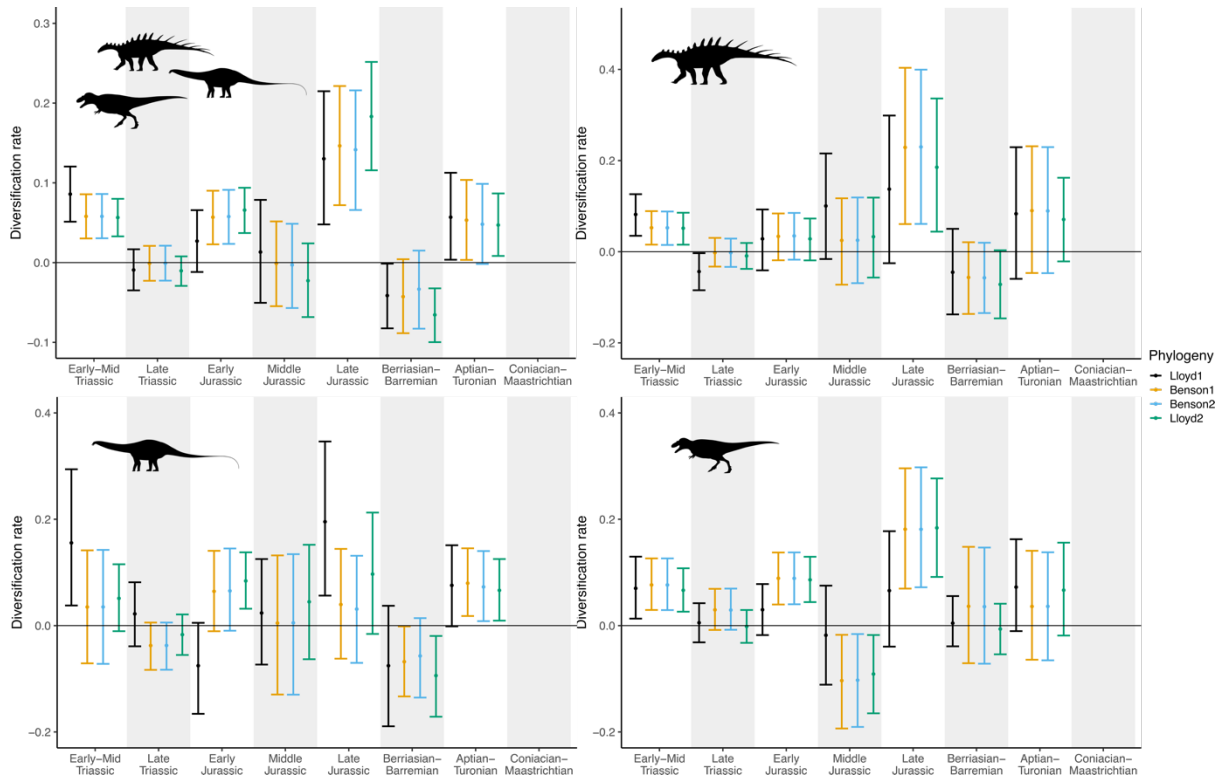 Diversification rate
0.3
0.2
0.1
0.0
−0.1
Early−Mid Triassic
Late Triassic
Early Jurassic
Middle Jurassic
Late Jurassic
Berriasian− Barremian
Aptian− Turonian
Coniacian− Maastrichtian
Diversification rate
0.4
0.2
0.0
−0.2
Early−Mid Triassic
Late Triassic
Early Jurassic
Middle Jurassic
Late Jurassic
Berriasian− Barremian
Aptian− Turonian
Coniacian− Maastrichtian
Phylogeny
Lloyd1
Benson1
Benson2
Lloyd2
Diversification rate
0.4
0.2
0.0
−0.2
Early−Mid Triassic
Late Triassic
Early Jurassic
Middle Jurassic
Late Jurassic
Berriasian− Barremian
Aptian− Turonian
Coniacian− Maastrichtian
Diversification rate
0.4
0.2
0.0
−0.2
Early−Mid Triassic
Late Triassic
Early Jurassic
Middle Jurassic
Late Jurassic
Berriasian− Barremian
Aptian− Turonian
Coniacian− Maastrichtian